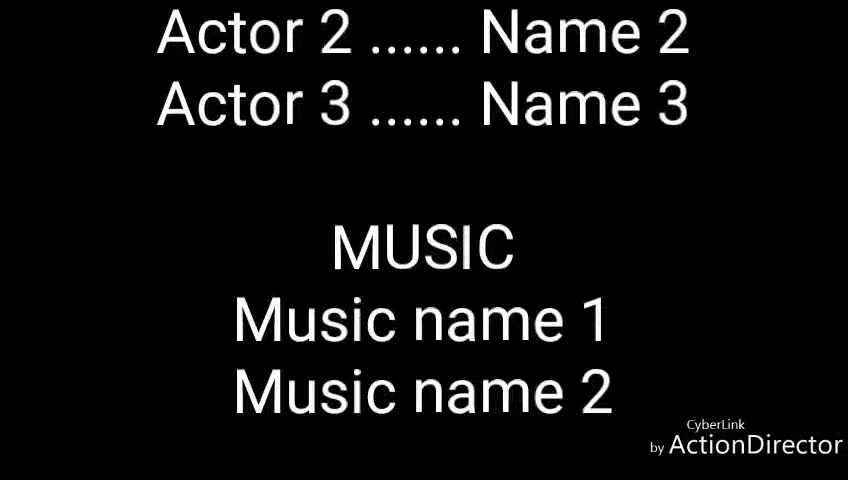 Actor 2 ...... Name 2
Actor 3 ...... Name 3
MUSIC
Music name 1
Music name 2
CyberLink
by ActionDirector